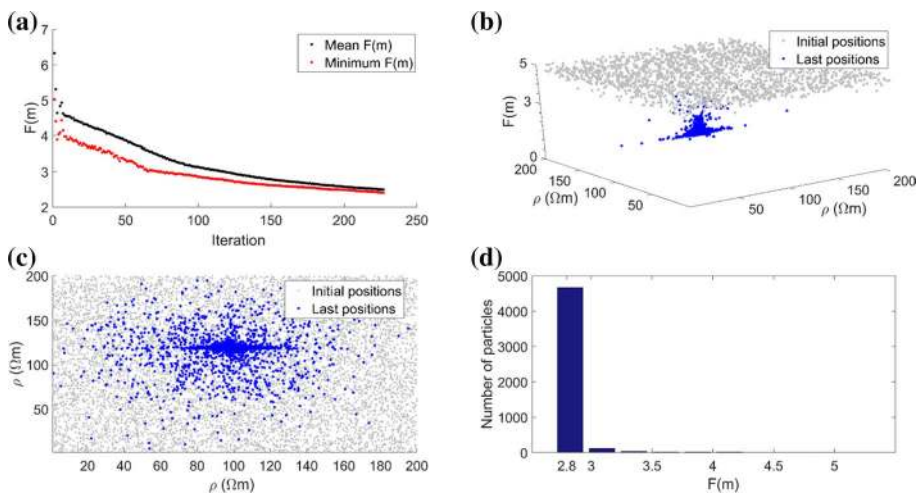 (a)
7
6
5
4
3
2
F(m)
Mean F(m)
Minimum F(m)
0 50 100 150 200 250
Iteration
(b)
Initial positions
Last positions
5
3
0
F(m)
200
150
100
50
ρ (Ωm)
50
100
150
200
ρ (Ωm)
(c)
200
150
100
50
ρ (Ωm)
Initial positions
Last positions
20 40 60 80 100 120 140 160 180 200
ρ (Ωm)
(d)
5000
4000
3000
2000
1000
0
Number of particles
2.8 3 3.5 4 4.5 5
F(m)